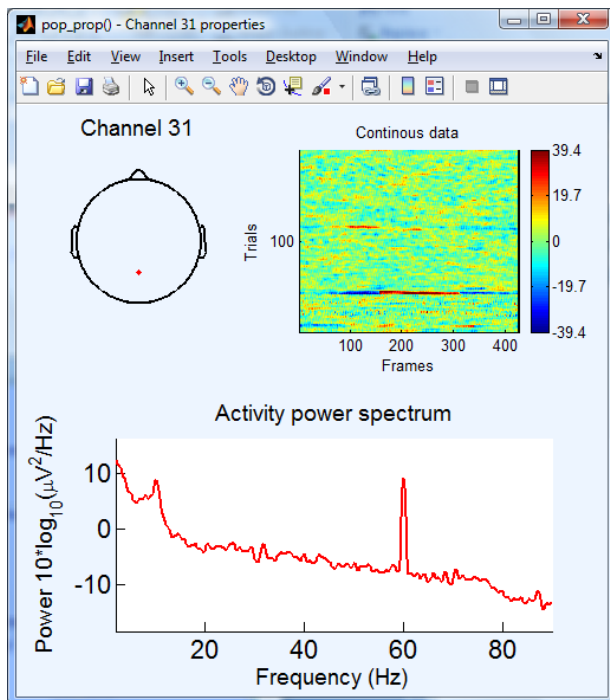 pop_prop() - Channel 31 properties
File Edit View Insert Tools Desktop Window Help
Channel 31
Continous data
Trials
100
100 200 300 400
Frames
39.4
19.7
0
-19.7
-39.4
Activity power spectrum
Power 10*log10(μV2/Hz)
10
0
-10
20 40 60 80
Frequency (Hz)